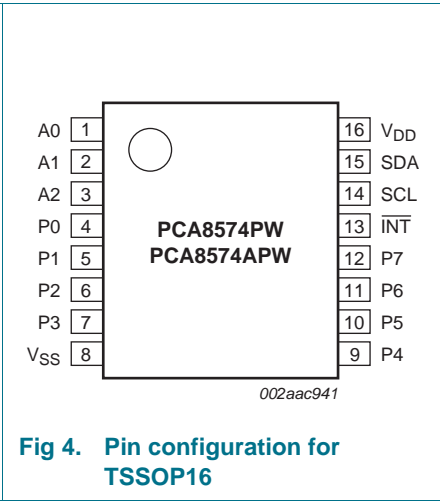 A0 1 16 VDD
A1 2 15 SDA
A2 3 14 SCL
P0 4 PCA8574PW 13 INT
P1 5 PCA8574APW 12 P7
P2 6 11 P6
P3 7 10 P5
VSS 8 9 P4
002aac941
Fig 4. Pin configuration for
TSSOP16